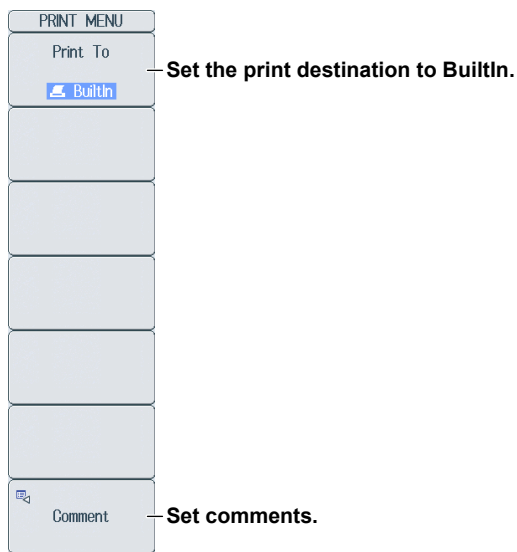 PRINT MENU
Print To
Set the print destination to BuiltIn.
BuiltIn
Comment
Set comments.